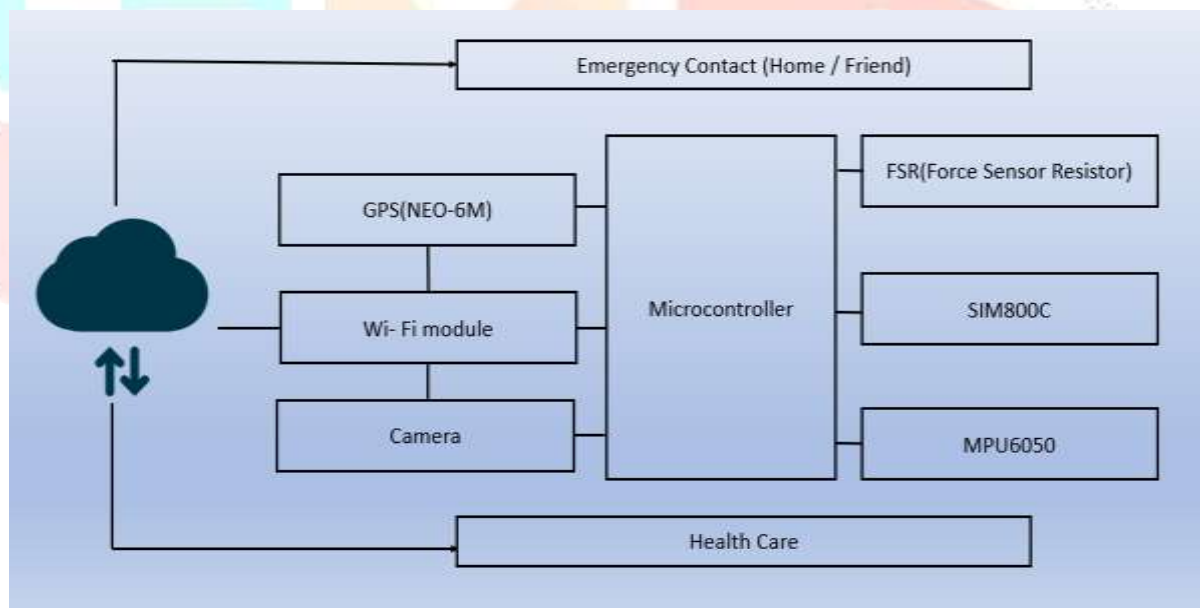 Emergency Contact (Home / Friend)
FSR(Force Sensor Resistor)
GPS(NEO-6M)
Microcontroller
SIM800C
Wi- Fi module
Camera
MPU6050
Health Care